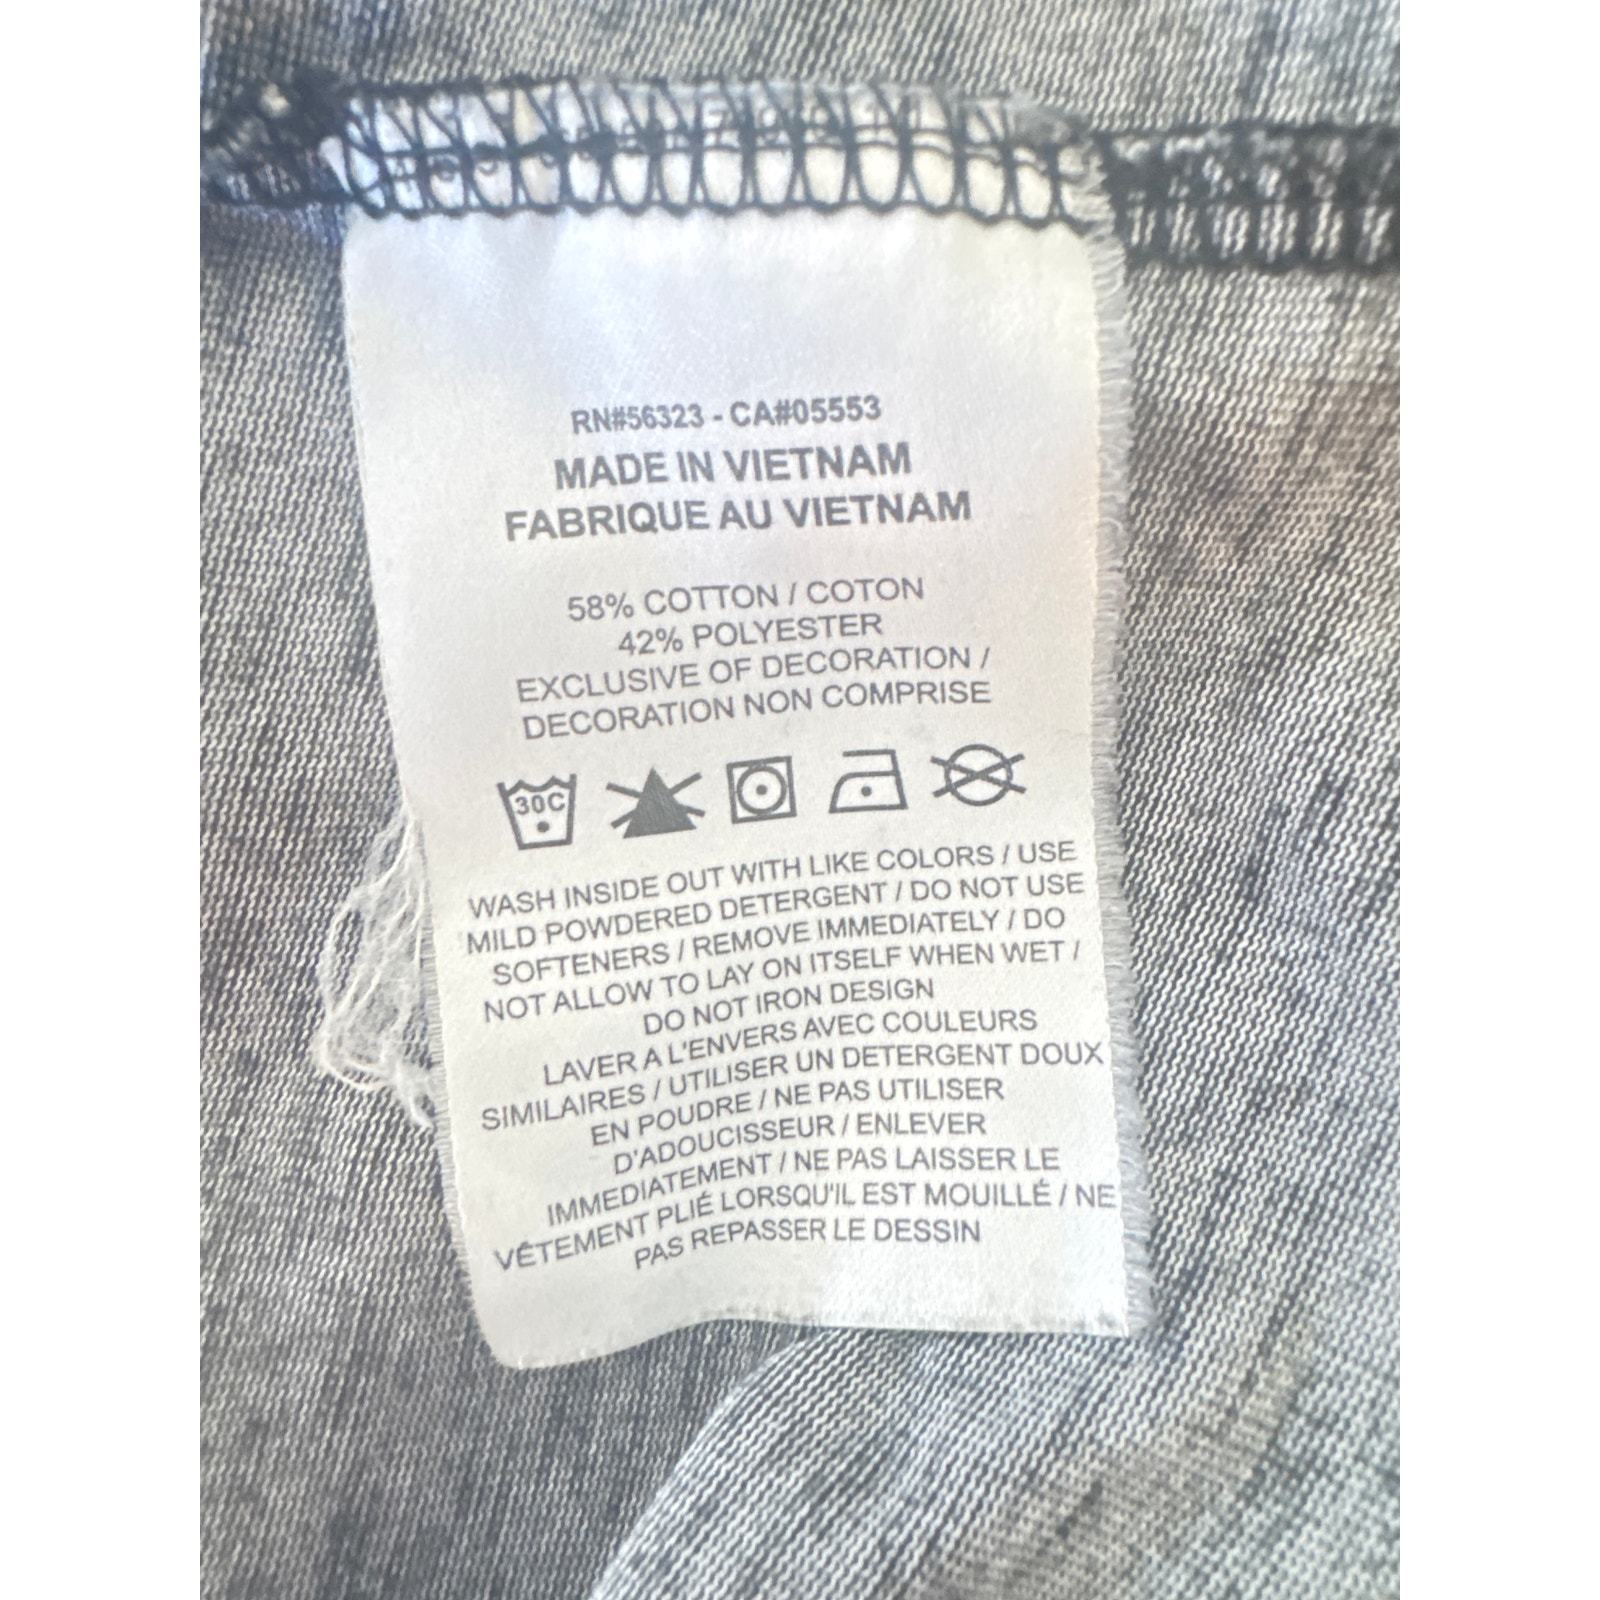 RN#56323 - CA#05553
MADE IN VIETNAM
FABRIQUE AU VIETNAM
58% COTTON / COTON
42% POLYESTER
EXCLUSIVE OF DECORATION /
DECORATION NON COMPRISE
30C
WASH INSIDE OUT WITH LIKE COLORS / USE
MILD POWDERED DETERGENT / DO NOT USE
SOFTENERS / REMOVE IMMEDIATELY / DO
NOT ALLOW TO LAY ON ITSELF WHEN WET /
DO NOT IRON DESIGN
LAVER A L'ENVERS AVEC COULEURS
SIMILAIRES / UTILISER UN DETERGENT DOUX
EN POUDRE / NE PAS UTILISER
D'ADOUCISSEUR / ENLEVER
IMMEDIATEMENT / NE PAS LAISSER LE
VÊTEMENT PLIÉ LORSQU'IL EST MOUILLÉ / NE
PAS REPASSER LE DESSIN